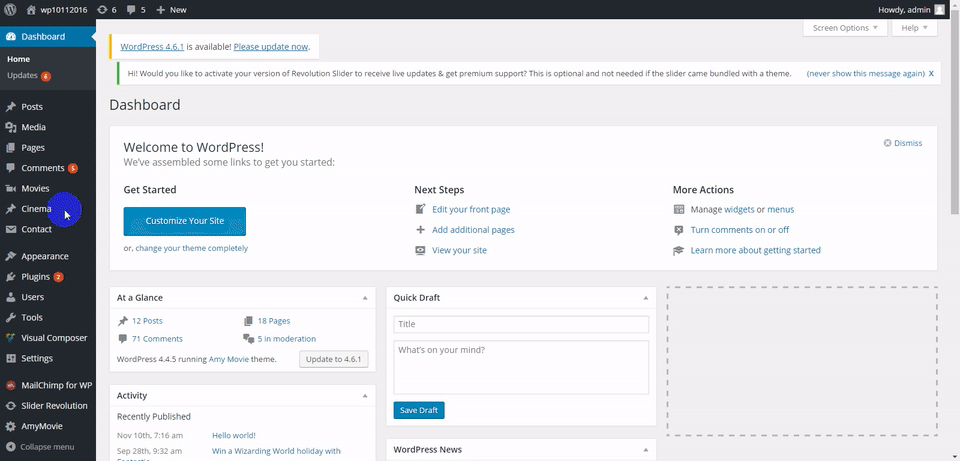 wp10112016 6 5 New Howdy, admin
Dashboard
Home
Updates 6
Posts
Media
Pages
Comments 5
Movies
Cinema
Contact
Appearance
Plugins 2
Users
Tools
Visual Composer
Settings
MailChimp for WP
Slider Revolution
AmyMovie
Collapse menu
Screen Options Help
WordPress 4.6.1 is available! Please update now.
Hi! Would you like to activate your version of Revolution Slider to receive live updates & get premium support? This is optional and not needed if the slider came bundled with a theme. (never show this message again) X
Dashboard
Welcome to WordPress! Dismiss
We've assembled some links to get you started:
Get Started
Customize Your Site
or, change your theme completely
Next Steps
Edit your front page
Add additional pages
View your site
More Actions
Manage widgets or menus
Turn comments on or off
Learn more about getting started
At a Glance
12 Posts 18 Pages
71 Comments 5 in moderation
WordPress 4.4.5 running Amy Movie theme. Update to 4.6.1
Activity
Recently Published
Nov 10th, 7:16 am Hello world!
Sep 28th, 9:32 am Win a Wizarding World holiday with
Fantastic
Quick Draft
Title
What's on your mind?
Save Draft
WordPress News